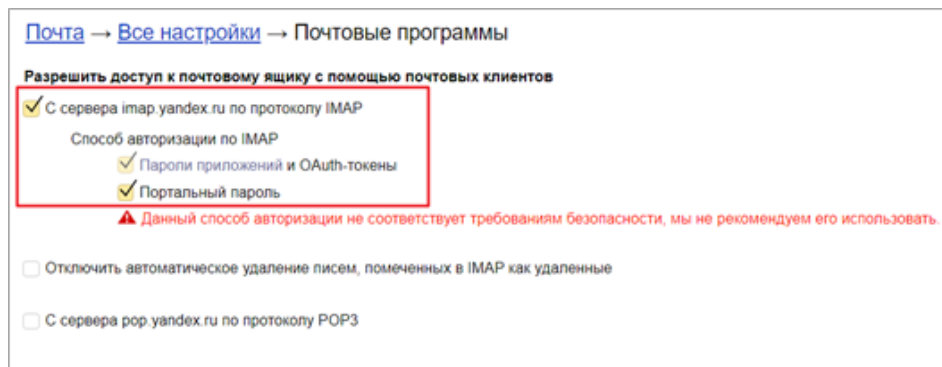 Почта → Все настройки → Почтовые программы
Разрешить доступ к почтовому ящику с помощью почтовых клиентов
С сервера imap.yandex.ru по протоколу IMAP
Способ авторизации по IMAP
Пароли приложений и OAuth-токены
Портальный пароль
Данный способ авторизации не соответствует требованиям безопасности, мы не рекомендуем его использовать.
Отключить автоматическое удаление писем, помеченных в IMAP как удаленные
С сервера pop.yandex.ru по протоколу POP3